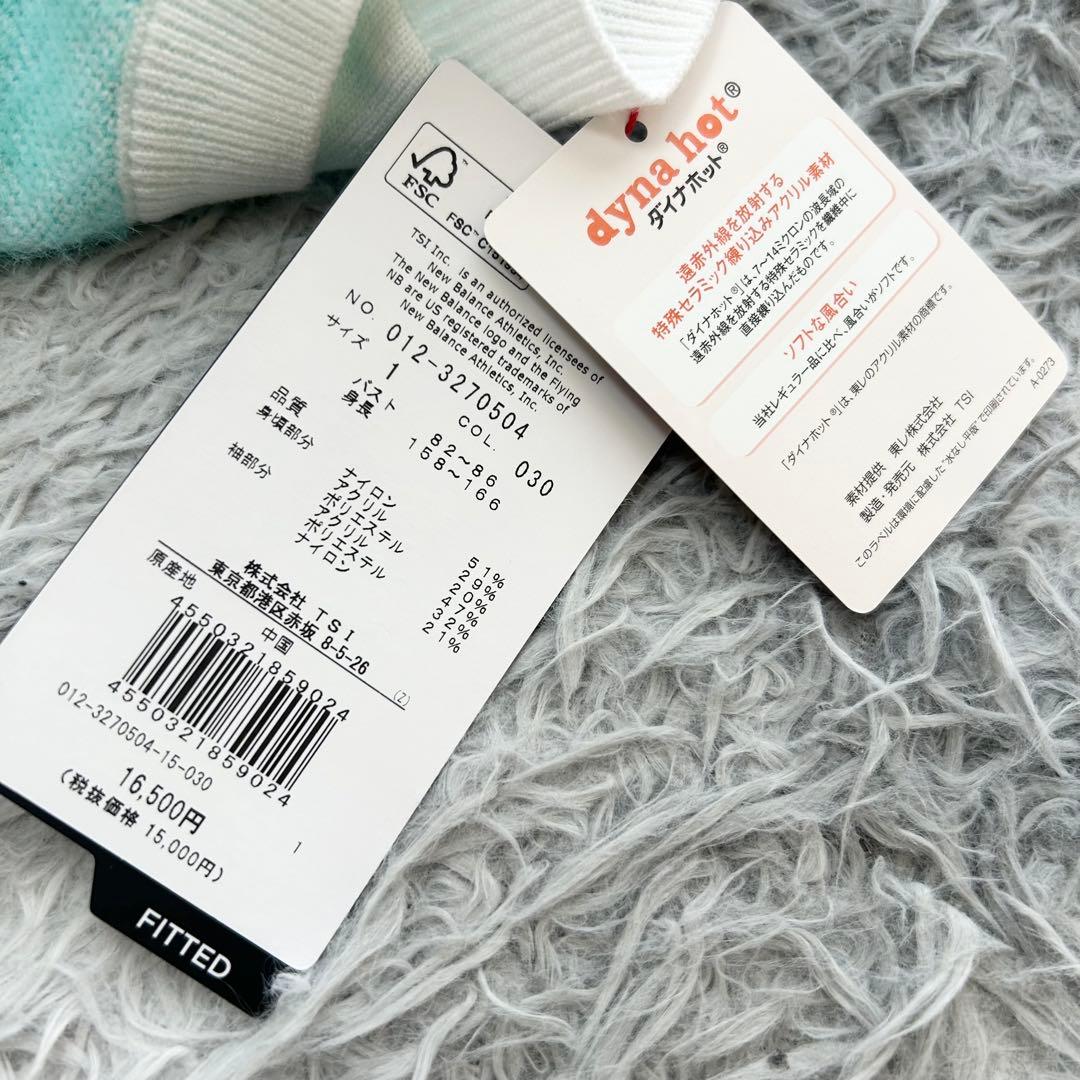 FSC
TSI Inc. is an authorized licensees of
New Balance Athletics, Inc.
The New Balance logo and the Flying
NB are US registered trademarks of
New Balance Athletics, Inc.
NO. 012-3270504
サイズ 1 COL. 030
バスト 82~86
身長 158~166
品質
身頃部分 ナイロン 51%
アクリル 29%
ポリエステル 20%
袖部分 アクリル 47%
ポリエステル 32%
ナイロン 21%
株式会社 TSI
東京都港区赤坂 8-5-26
原産地 中国 (Z)
4550321859024
4550321859024
012-3270504-15-030
16,500円
(税抜価格 15,000円)
1
FITTED
dyna hot®
ダイナホット®
遠赤外線を放射する
特殊セラミック練り込みアクリル素材
「ダイナホット®」は、7~14ミクロンの波長域の
遠赤外線を放射する特殊セラミックを繊維中に
直接練り込んだものです。
ソフトな風合い
当社レギュラー品に比べ、風合いがソフトです。
「ダイナホット®」は、東レのアクリル素材の商標です。
素材提供 東レ株式会社
製造・発売元 株式会社 TSI
このラベルは環境に配慮した"水なし平版"で印刷されています。
A-0273